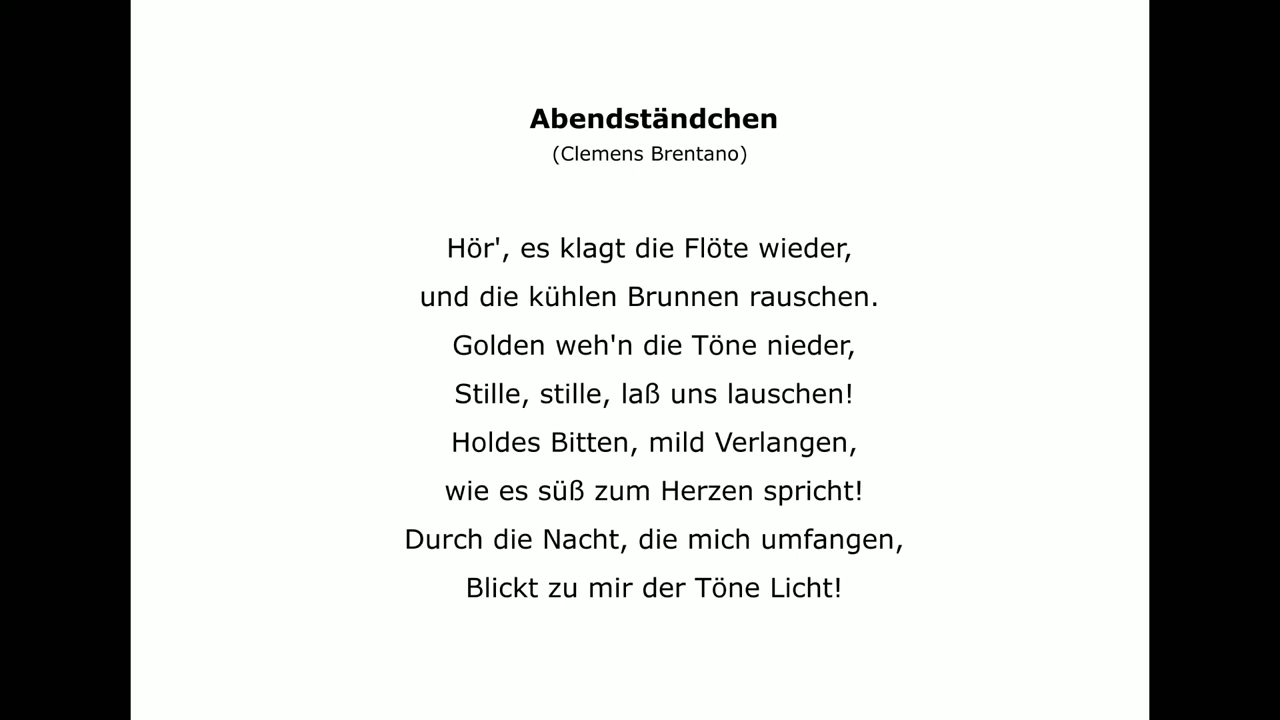 Abendständchen
(Clemens Brentano)
Hör', es klagt die Flöte wieder,
und die kühlen Brunnen rauschen.
Golden weh'n die Töne nieder,
Stille, stille, laß uns lauschen!
Holdes Bitten, mild Verlangen,
wie es süß zum Herzen spricht!
Durch die Nacht, die mich umfangen,
Blickt zu mir der Töne Licht!